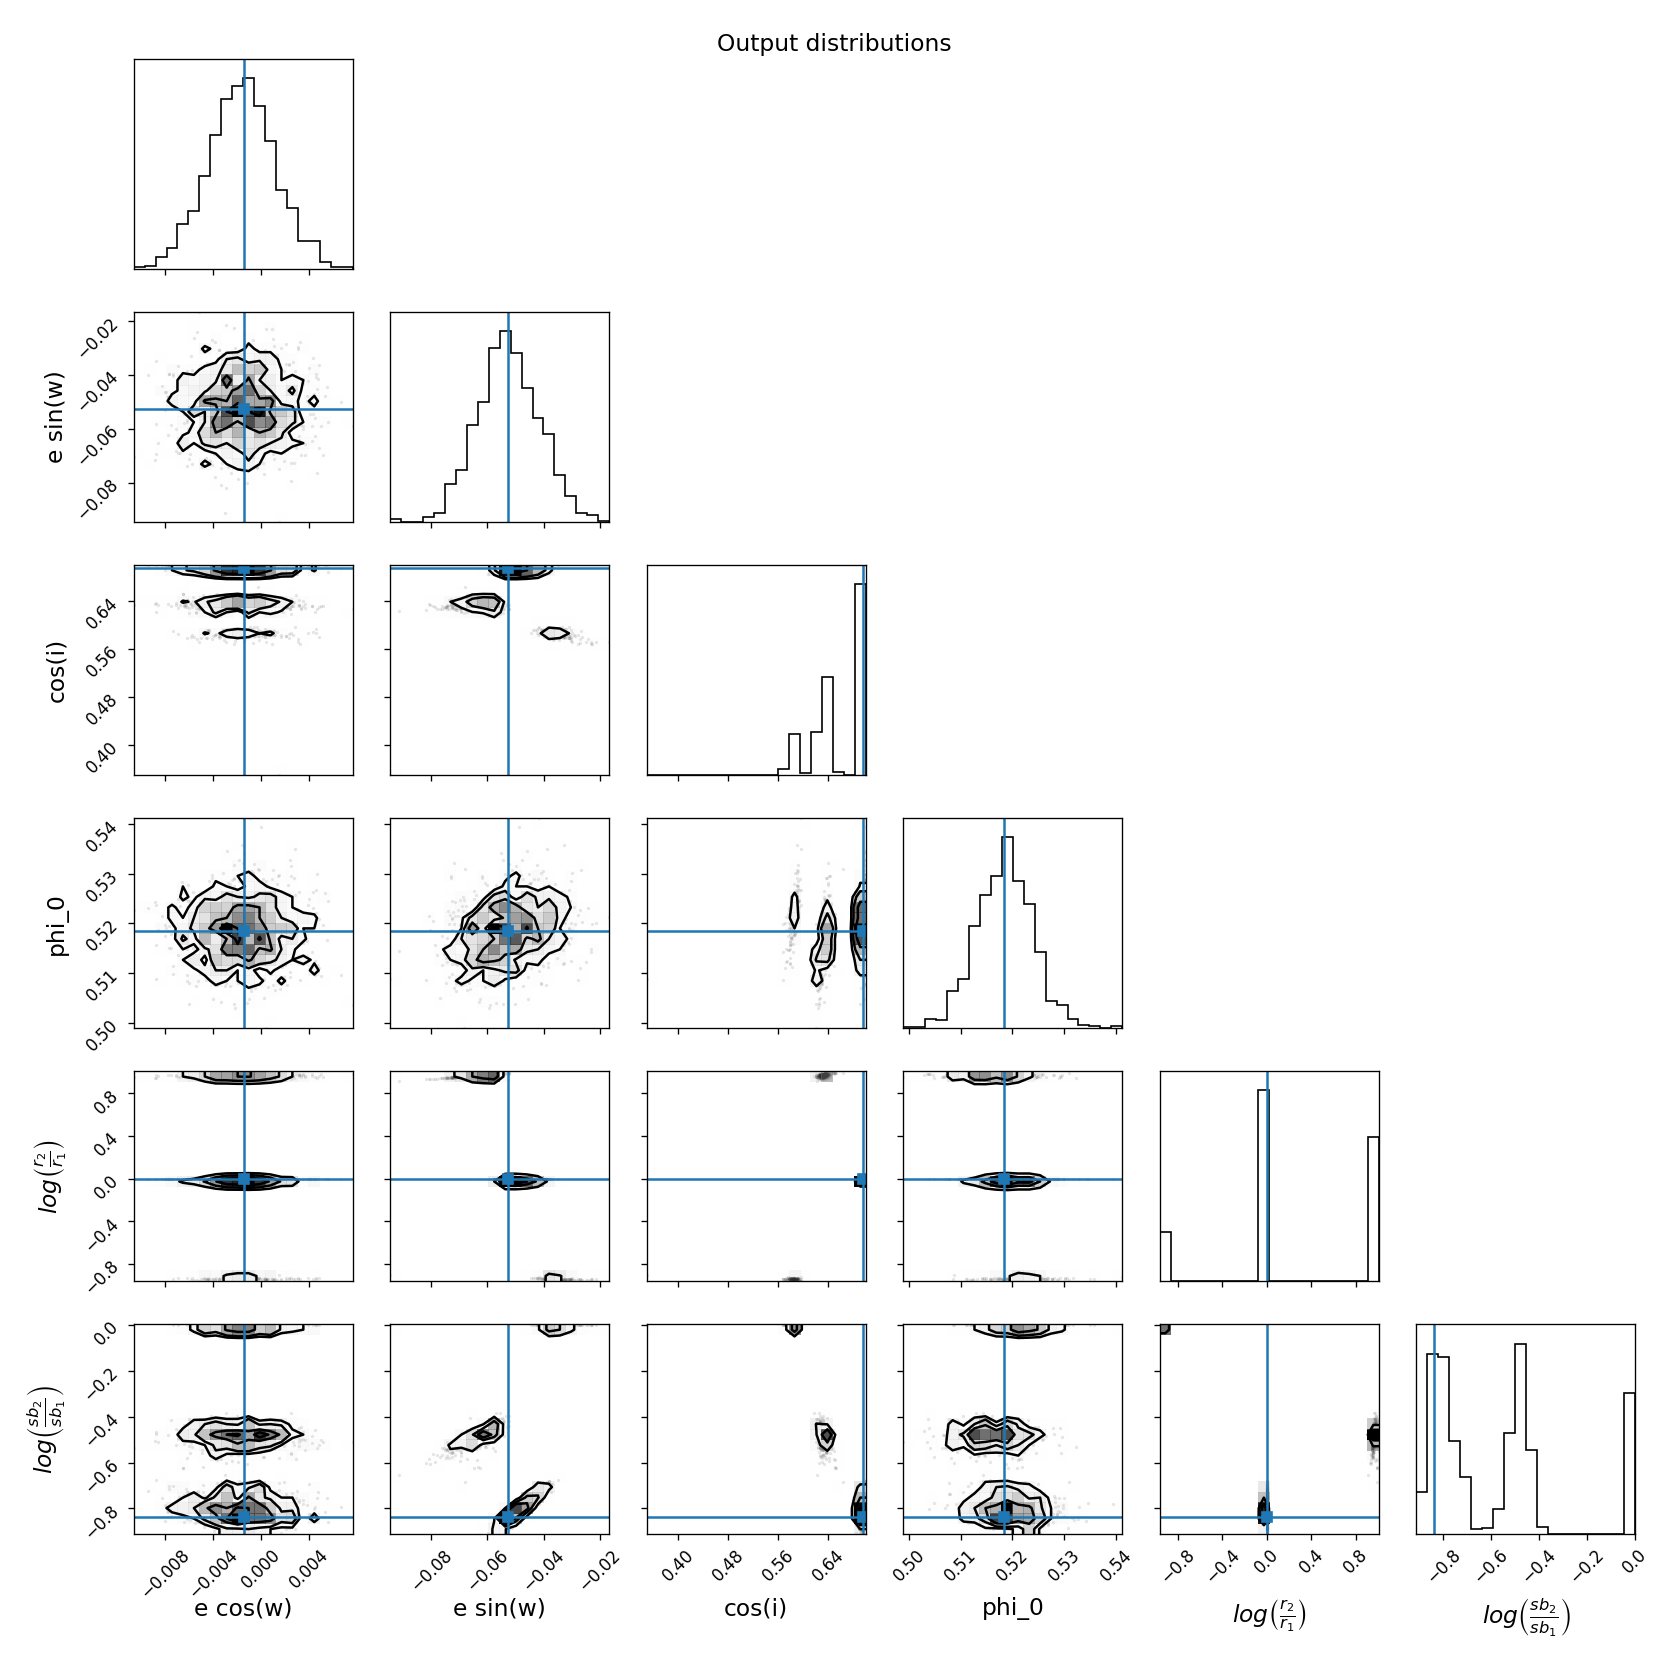 Output distributions
−0.02
−0.04
−0.06
−0.08
e sin(w)
0.64
0.56
0.48
0.40
cos(i)
0.54
0.53
0.52
0.51
0.50
phi_0
0.8
0.4
0.0
−0.4
−0.8
log(r₂/r₁)
0.0
−0.2
−0.4
−0.6
−0.8
log(sb₂/sb₁)
−0.008 −0.004 0.000 0.004
−0.08 −0.06 −0.04 −0.02
0.40 0.48 0.56 0.64
0.50 0.51 0.52 0.53 0.54
−0.8 −0.4 0.0 0.4 0.8
−0.8 −0.6 −0.4 −0.2 0.0
e cos(w) e sin(w) cos(i) phi_0 log(r₂/r₁) log(sb₂/sb₁)